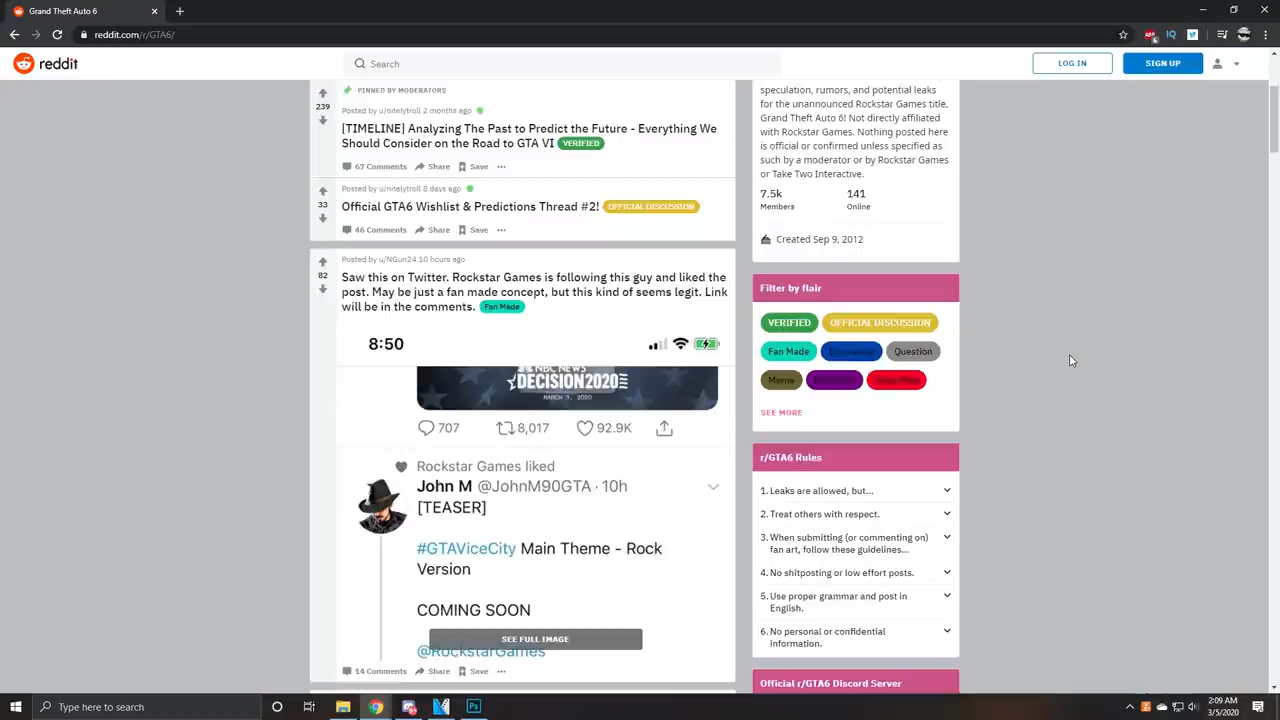 Grand Theft Auto 6
reddit.com/r/GTA6/
reddit
Search
LOG IN
SIGN UP
PINNED BY MODERATORS
239
Posted by u/nitelytroll 2 months ago
[TIMELINE] Analyzing The Past to Predict the Future - Everything We
Should Consider on the Road to GTA VI VERIFIED
67 Comments Share Save
Posted by u/nitelytroll 8 days ago
33
Official GTA6 Wishlist & Predictions Thread #2! OFFICIAL DISCUSSION
46 Comments Share Save
Posted by u/NGun24 10 hours ago
82
Saw this on Twitter. Rockstar Games is following this guy and liked the
post. May be just a fan made concept, but this kind of seems legit. Link
will be in the comments. Fan Made
8:50
NBC NEWS
DECISION2020
MARCH 3, 2020
707 8,017 92.9K
Rockstar Games liked
John M @JohnM90GTA · 10h
[TEASER]
#GTAViceCity Main Theme - Rock
Version
COMING SOON
SEE FULL IMAGE
@RockstarGames
14 Comments Share Save
speculation, rumors, and potential leaks
for the unannounced Rockstar Games title,
Grand Theft Auto 6! Not directly affiliated
with Rockstar Games. Nothing posted here
is official or confirmed unless specified as
such by a moderator or by Rockstar Games
or Take Two Interactive.
7.5k 141
Members Online
Created Sep 9, 2012
Filter by flair
VERIFIED OFFICIAL DISCUSSION
Fan Made Question
Meme
SEE MORE
r/GTA6 Rules
1. Leaks are allowed, but...
2. Treat others with respect.
3. When submitting (or commenting on)
fan art, follow these guidelines...
4. No shitposting or low effort posts.
5. Use proper grammar and post in
English.
6. No personal or confidential
information.
Official r/GTA6 Discord Server
Type here to search
2:09 AM
3/5/2020